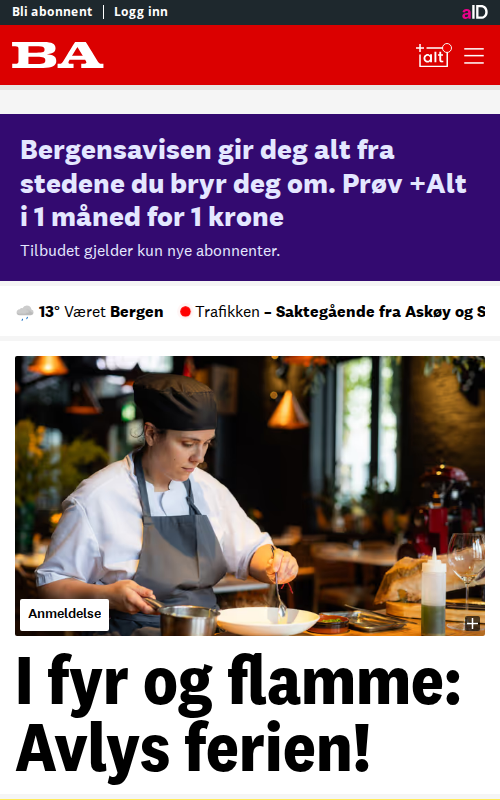 Bli abonnent | Logg inn
aID
BA
+alt
Bergensavisen gir deg alt fra
stedene du bryr deg om. Prøv +Alt
i 1 måned for 1 krone
Tilbudet gjelder kun nye abonnenter.
13° Været Bergen Trafikken – Saktegående fra Askøy og S
Anmeldelse
I fyr og flamme:
Avlys ferien!